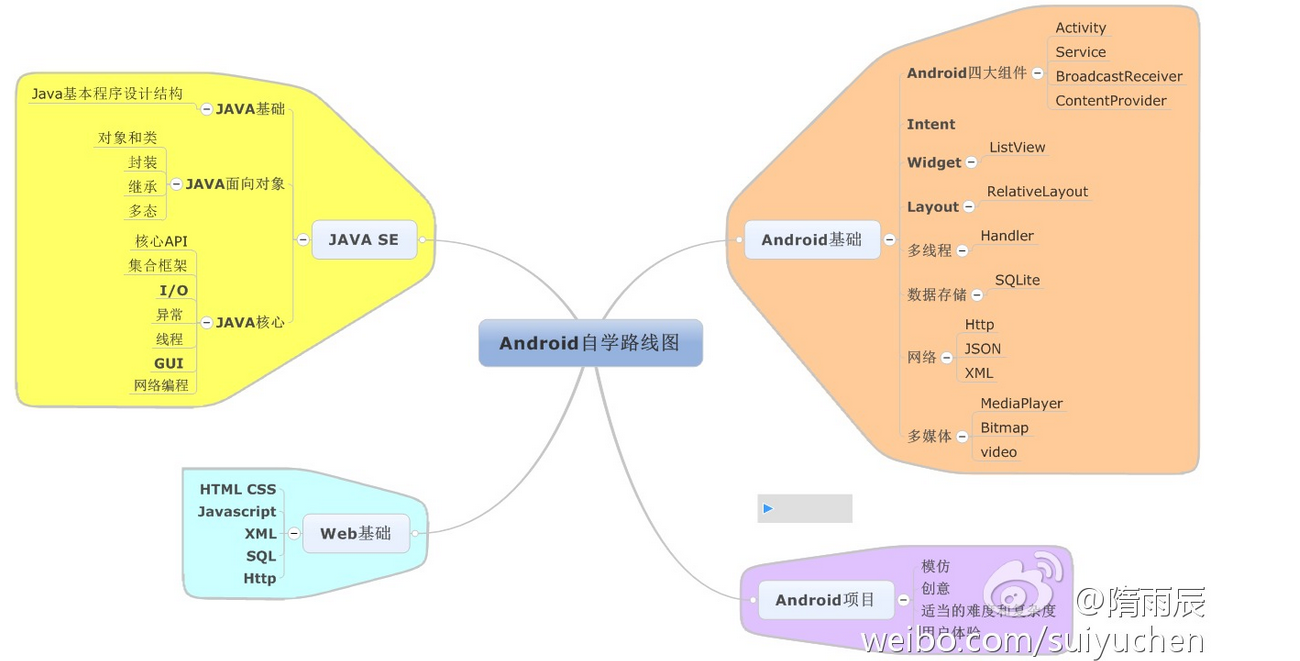 Android自学路线图
JAVA SE
JAVA基础
Java基本程序设计结构
JAVA面向对象
对象和类
封装
继承
多态
JAVA核心
核心API
集合框架
I/O
异常
线程
GUI
网络编程
Web基础
HTML CSS
Javascript
XML
SQL
Http
Android基础
Android四大组件
Activity
Service
BroadcastReceiver
ContentProvider
Intent
Widget
ListView
Layout
RelativeLayout
多线程
Handler
数据存储
SQLite
网络
Http
JSON
XML
多媒体
MediaPlayer
Bitmap
video
Android项目
模仿
创意
适当的难度和复杂度
用户体验
@隋雨辰
weibo.com/suiyuchen